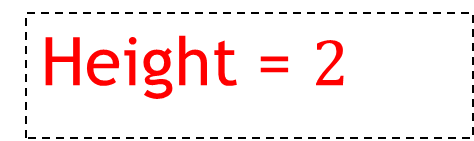 Height = 2